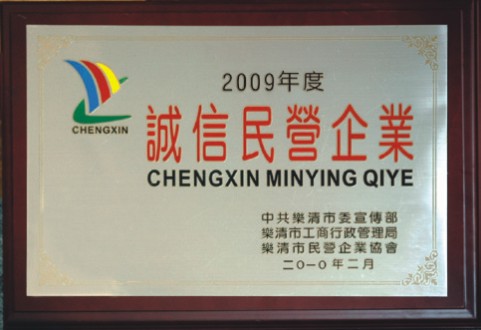 CHENGXIN
2009年度
誠信民營企業
CHENGXIN MINYING QIYE
中共樂清市委宣傳部
樂清市工商行政管理局
樂清市民營企業協會
二〇一〇年二月